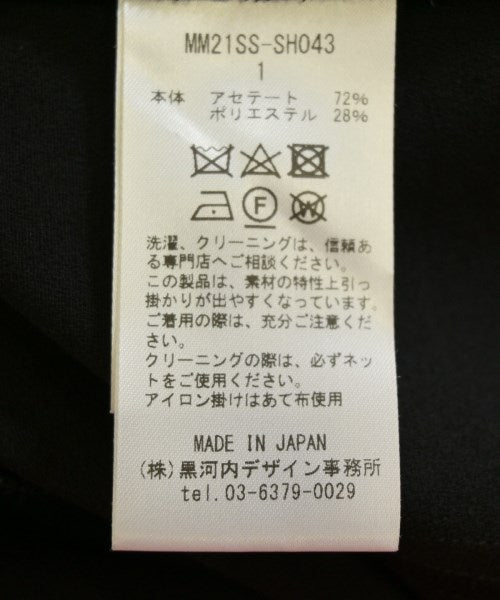 MM21SS-SH043
1
本体 アセテート 72%
ポリエステル 28%
F
W
洗濯、クリーニングは、信頼あ
る専門店へご相談ください。
この製品は、素材の特性上引っ
掛かりが出やすくなっています。
ご着用の際は、充分ご注意くだ
さい。
クリーニングの際は、必ずネッ
トをご使用ください。
アイロン掛けはあて布使用
MADE IN JAPAN
(株)黒河内デザイン事務所
tel.03-6379-0029